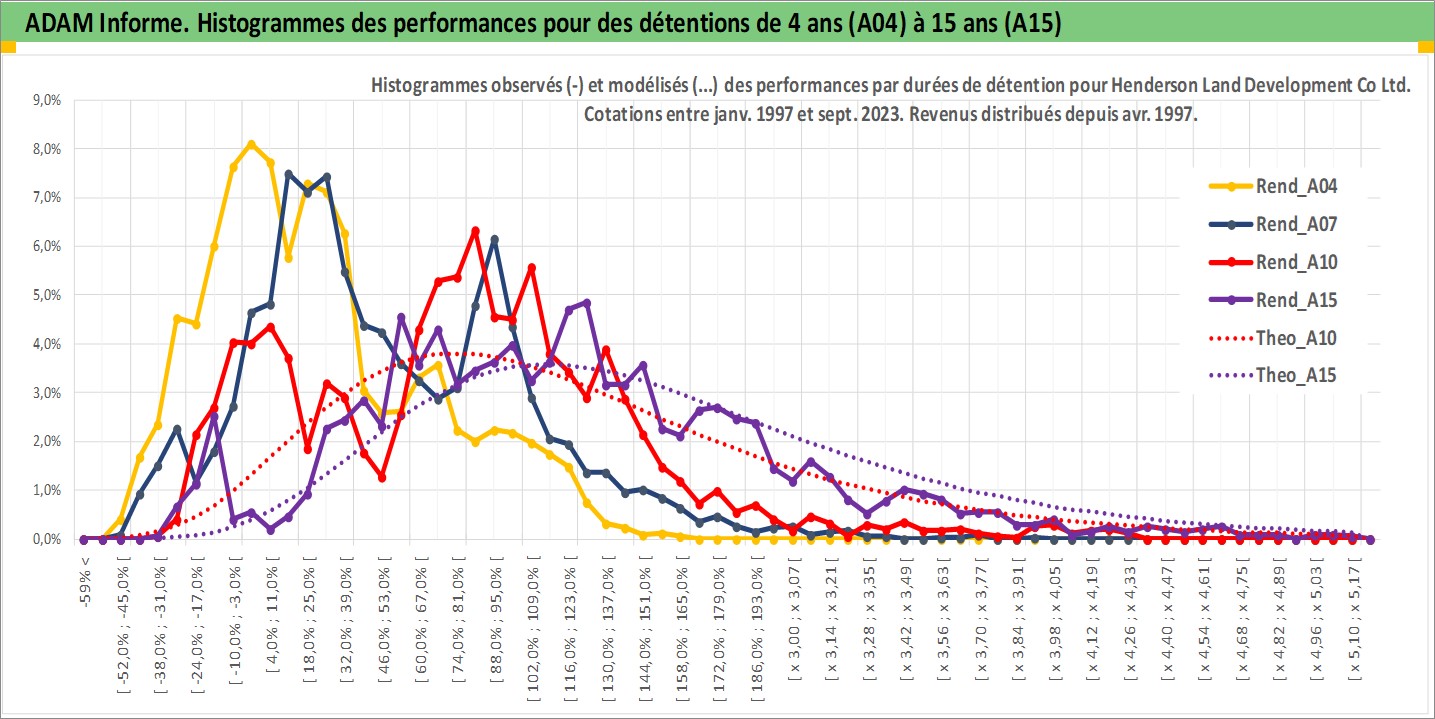 ADAM Informe. Histogrammes des performances pour des détentions de 4 ans (A04) à 15 ans (A15)
Histogrammes observés (-) et modélisés (...) des performances par durées de détention pour Henderson Land Development Co Ltd.
Cotations entre janv. 1997 et sept. 2023. Revenus distribués depuis avr. 1997.
9,0%
8,0%
7,0%
6,0%
5,0%
4,0%
3,0%
2,0%
1,0%
0,0%
Rend_A04
Rend_A07
Rend_A10
Rend_A15
Theo_A10
Theo_A15
-59% <
[ -52,0% ; -45,0% [
[ -38,0% ; -31,0% [
[ -24,0% ; -17,0% [
[ -10,0% ; -3,0% [
[ 4,0% ; 11,0% [
[ 18,0% ; 25,0% [
[ 32,0% ; 39,0% [
[ 46,0% ; 53,0% [
[ 60,0% ; 67,0% [
[ 74,0% ; 81,0% [
[ 88,0% ; 95,0% [
[ 102,0% ; 109,0% [
[ 116,0% ; 123,0% [
[ 130,0% ; 137,0% [
[ 144,0% ; 151,0% [
[ 158,0% ; 165,0% [
[ 172,0% ; 179,0% [
[ 186,0% ; 193,0% [
[ x 3,00 ; x 3,07 [
[ x 3,14 ; x 3,21 [
[ x 3,28 ; x 3,35 [
[ x 3,42 ; x 3,49 [
[ x 3,56 ; x 3,63 [
[ x 3,70 ; x 3,77 [
[ x 3,84 ; x 3,91 [
[ x 3,98 ; x 4,05 [
[ x 4,12 ; x 4,19 [
[ x 4,26 ; x 4,33 [
[ x 4,40 ; x 4,47 [
[ x 4,54 ; x 4,61 [
[ x 4,68 ; x 4,75 [
[ x 4,82 ; x 4,89 [
[ x 4,96 ; x 5,03 [
[ x 5,10 ; x 5,17 [